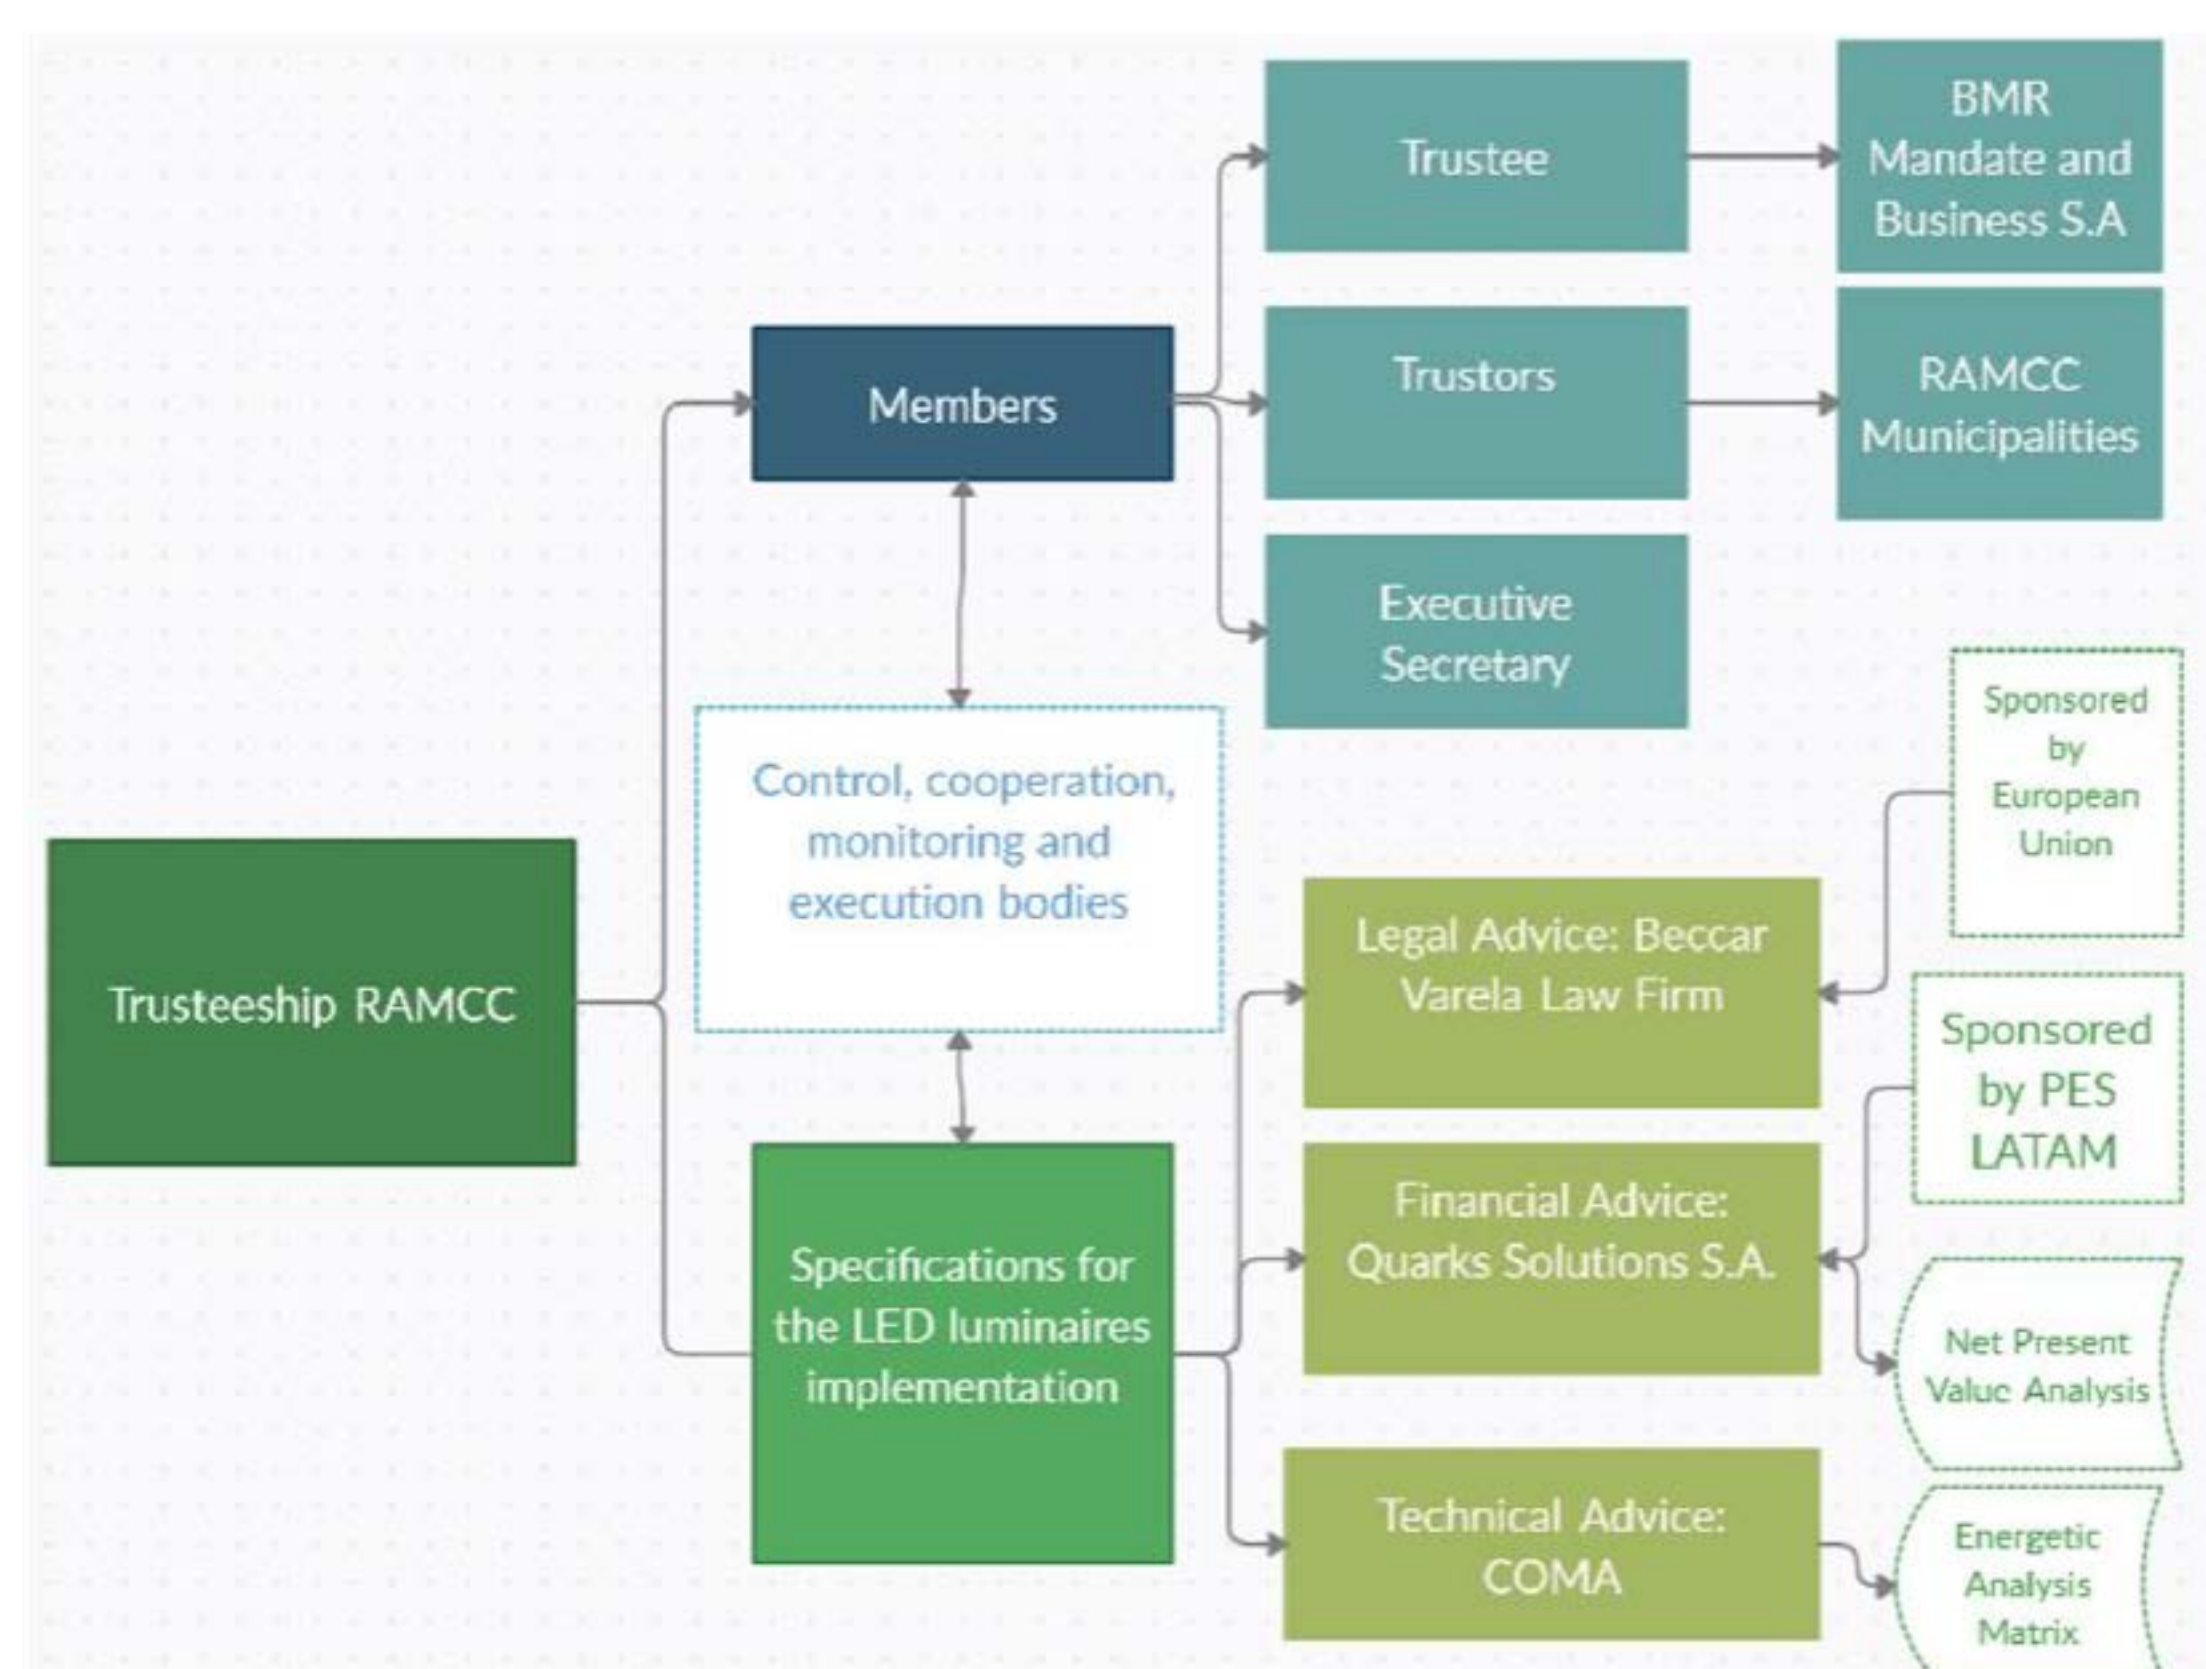 Trustee
BMR
Mandate and
Business S.A
Members
Trustors
RAMCC
Municipalities
Executive
Secretary
Control, cooperation,
monitoring and
execution bodies
Sponsored
by
European
Union
Trusteeship RAMCC
Legal Advice: Beccar
Varela Law Firm
Sponsored
by PES
LATAM
Specifications for
the LED luminaires
implementation
Financial Advice:
Quarks Solutions S.A.
Net Present
Value Analysis
Technical Advice:
COMA
Energetic
Analysis
Matrix